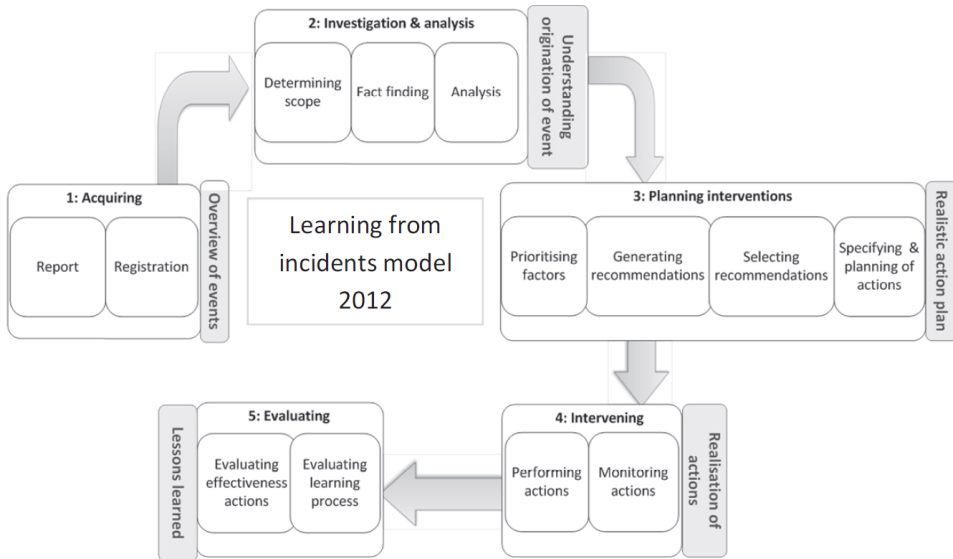 2: Investigation & analysis
Determining
scope
Fact finding
Analysis
Understanding
origination of event
1: Acquiring
Report
Registration
Overview of events
Learning from
incidents model
2012
3: Planning interventions
Prioritising
factors
Generating
recommendations
Selecting
recommendations
Specifying &
planning of
actions
Realistic action plan
4: Intervening
Performing
actions
Monitoring
actions
Realisation of
actions
5: Evaluating
Evaluating
effectiveness
actions
Evaluating
learning
process
Lessons learned